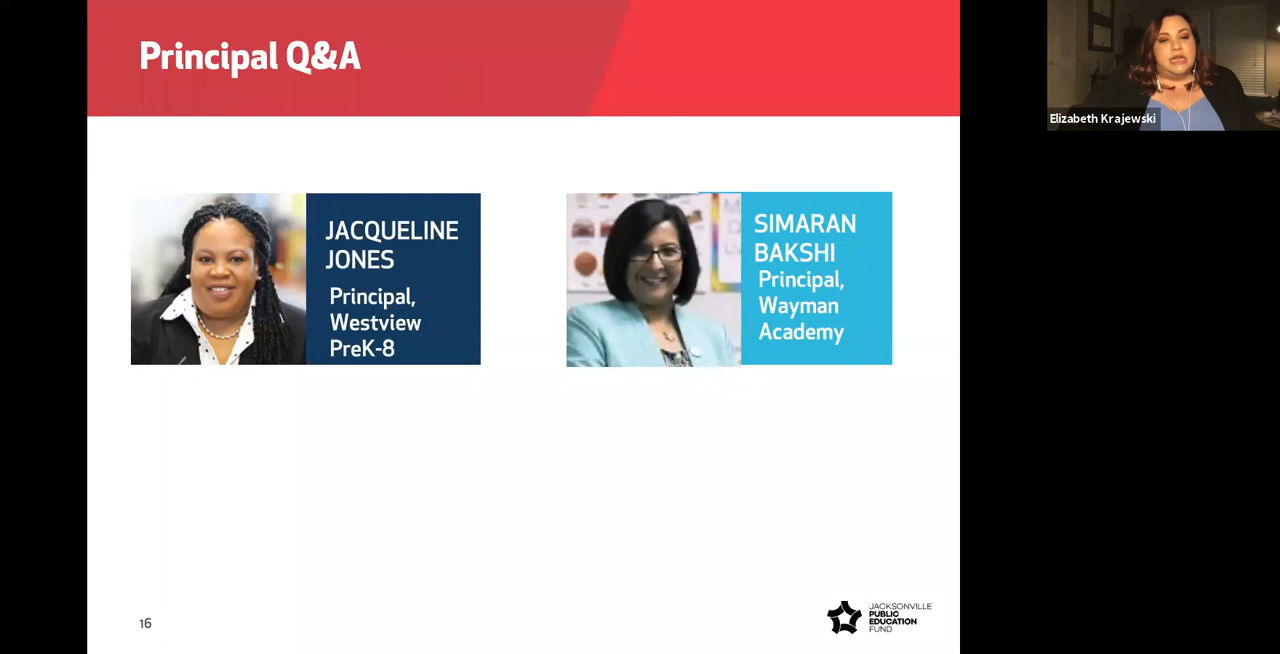 Principal Q&A
Elizabeth Krajewski
JACQUELINE
JONES
Principal,
Westview
PreK-8
SIMARAN
BAKSHI
Principal,
Wayman
Academy
16
JACKSONVILLE
PUBLIC
EDUCATION
FUND